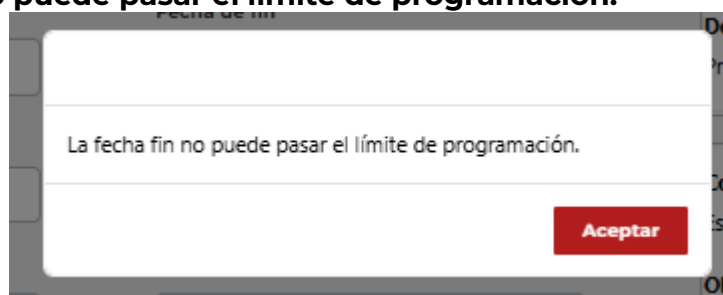 puede pasar el límite de programación.
Fecha de fin
La fecha fin no puede pasar el límite de programación.
Aceptar